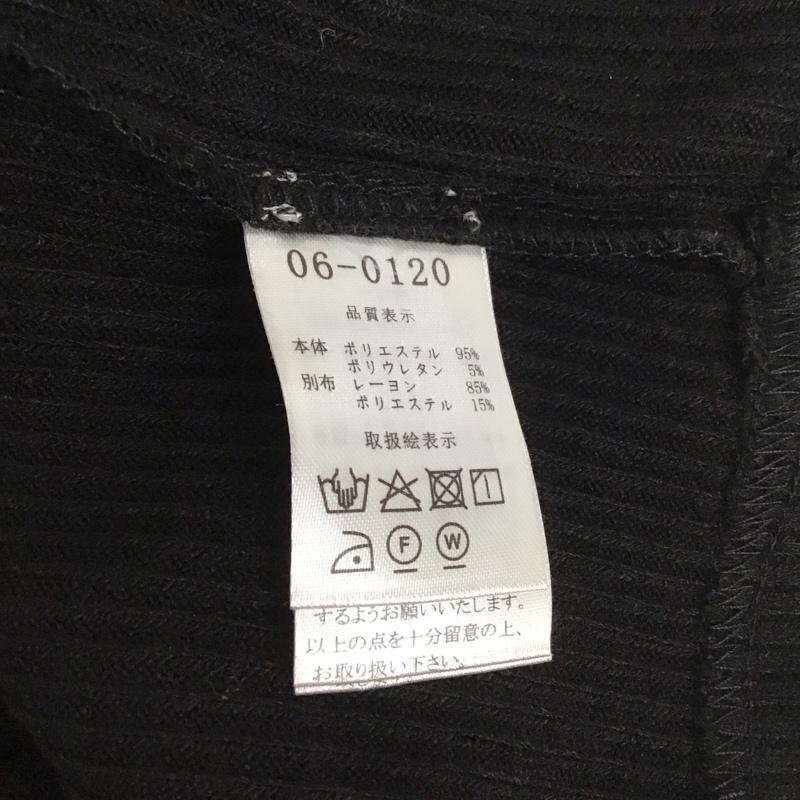 06-0120
品質表示
本体 ポリエステル 95%
ポリウレタン 5%
別布 レーヨン 85%
ポリエステル 15%
取扱絵表示
F W
するようお願いいたします。
以上の点を十分留意の上、
お取り扱い下さい。